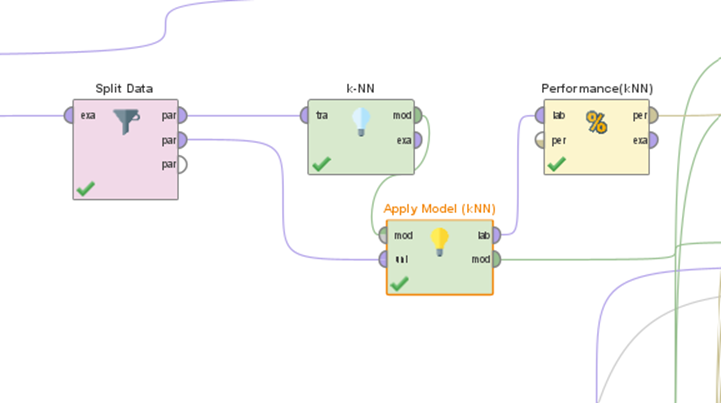 Split Data
exa
par
par
par
k-NN
tra
mod
exa
Performance(kNN)
lab
per
%
per
exa
Apply Model (kNN)
mod
lab
mod